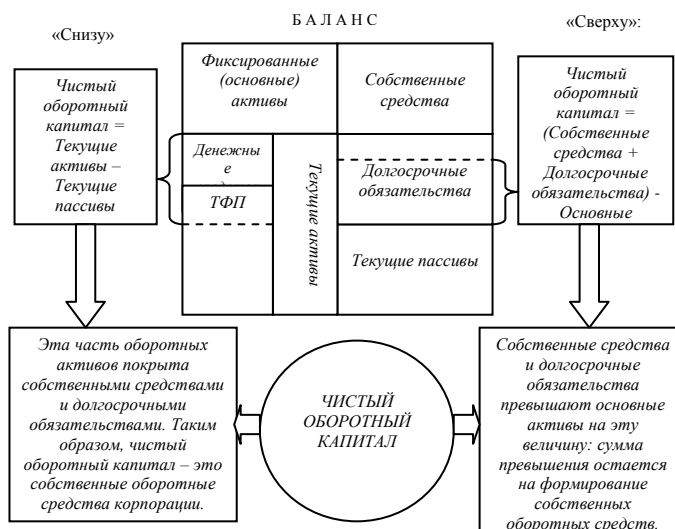 Б А Л А Н С
«Снизу»
«Сверху»:
Чистый
оборотный
капитал =
Текущие
активы –
Текущие
пассивы
Фиксированные
(основные)
активы
Собственные
средства
Денежны
е
ТФП
Текущие активы
Долгосрочные
обязательства
Текущие пассивы
Чистый
оборотный
капитал =
(Собственные
средства +
Долгосрочные
обязательства) -
Основные
Эта часть оборотных
активов покрыта
собственными средствами
и долгосрочными
обязательствами. Таким
образом, чистый
оборотный капитал – это
собственные оборотные
средства корпорации.
ЧИСТЫЙ
ОБОРОТНЫЙ
КАПИТАЛ
Собственные средства
и долгосрочные
обязательства
превышают основные
активы на эту
величину: сумма
превышения остается
на формирование
собственных
оборотных средств.